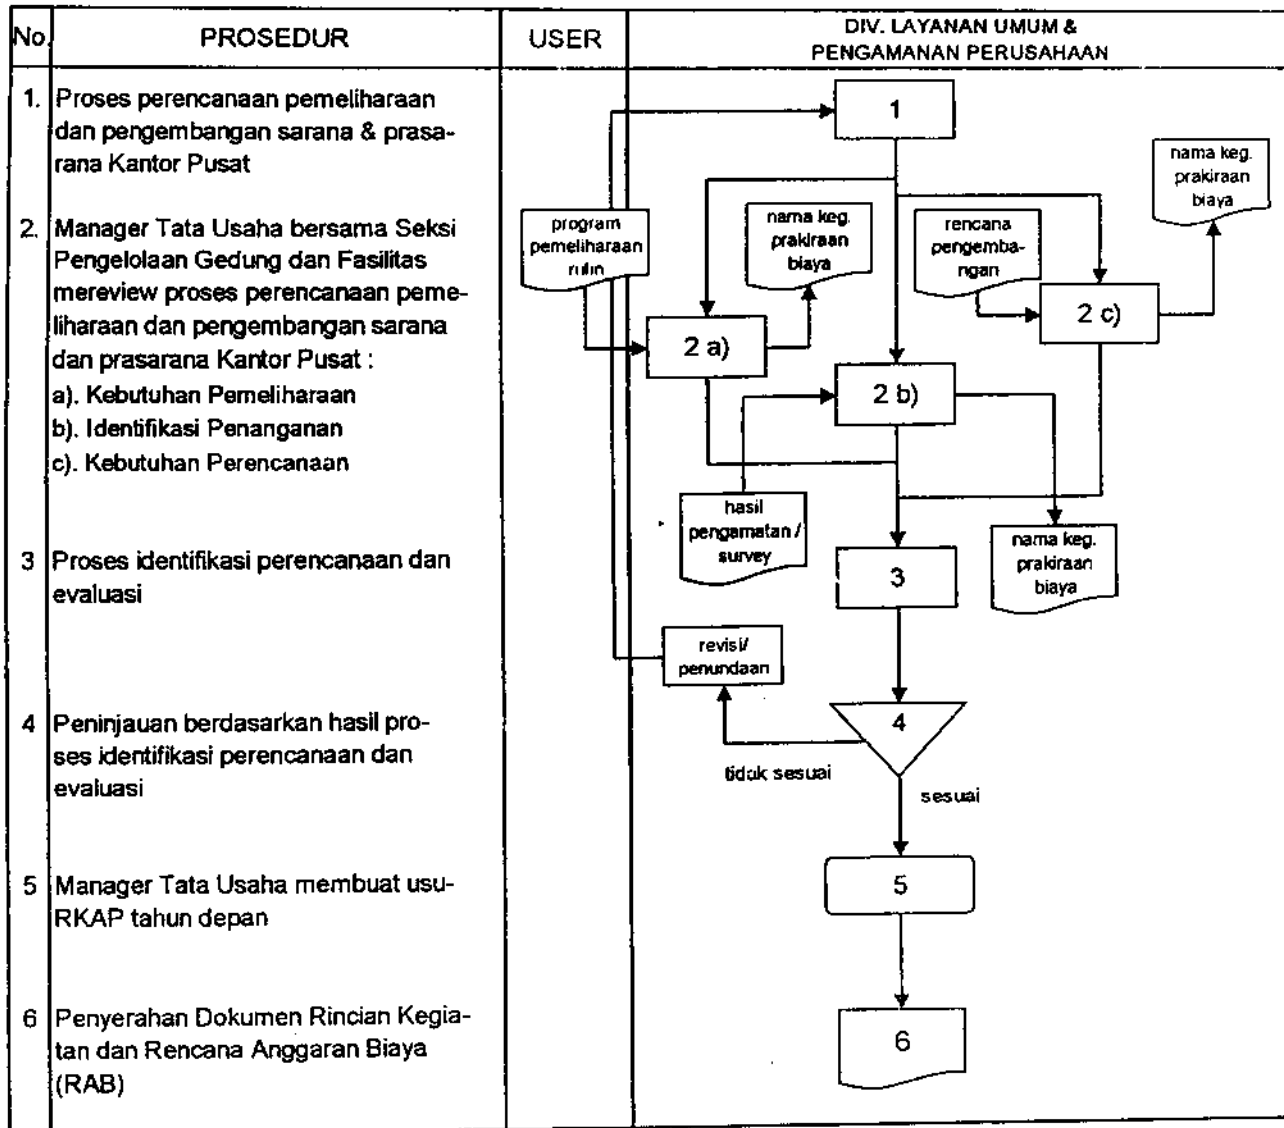 No
PROSEDUR
USER
DIV. LAYANAN UMUM &
PENGAMANAN PERUSAHAAN
1. Proses perencanaan pemeliharaan
dan pengembangan sarana & prasa-
rana Kantor Pusat
2. Manager Tata Usaha bersama Seksi
Pengelolaan Gedung dan Fasilitas
mereview proses perencanaan peme-
liharaan dan pengembangan sarana
dan prasarana Kantor Pusat :
a). Kebutuhan Pemeliharaan
b). Identifikasi Penanganan
c). Kebutuhan Perencanaan
3 Proses identifikasi perencanaan dan
evaluasi
4 Peninjauan berdasarkan hasil pro-
ses identifikasi perencanaan dan
evaluasi
5 Manager Tata Usaha membuat usu-
RKAP tahun depan
6 Penyerahan Dokumen Rincian Kegia-
tan dan Rencana Anggaran Biaya
(RAB)
1
nama keg.
prakiraan
biaya
program
pemeliharaan
rutin
nama keg.
prakiraan
biaya
rencana
pengemba-
ngan
2 a)
2 c)
2 b)
hasil
pengamatan /
survey
nama keg.
prakiraan
biaya
3
revisi/
penundaan
4
tidak sesuai
sesuai
5
6